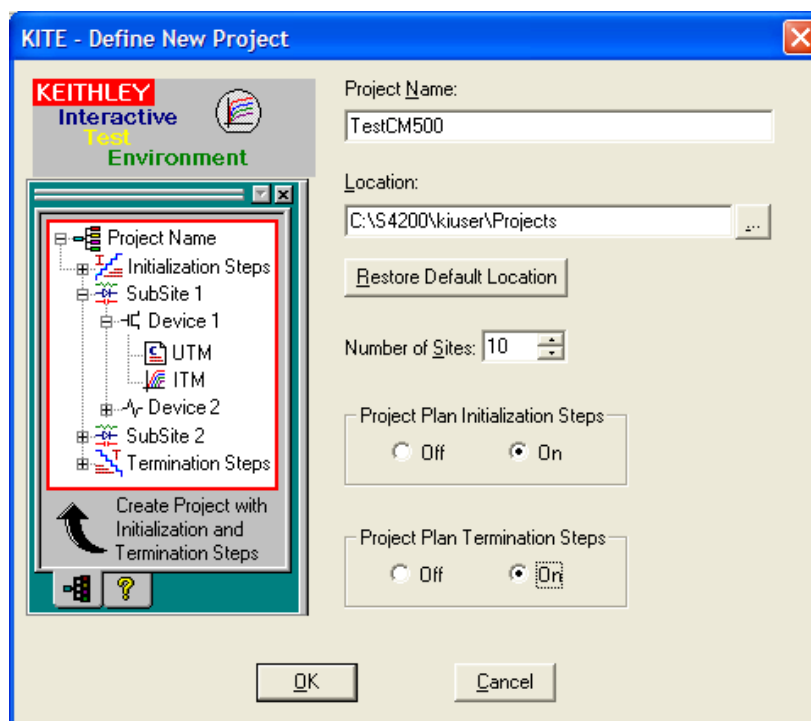 KITE - Define New Project
KEITHLEY
Interactive
Test
Environment
Project Name
Initialization Steps
SubSite 1
Device 1
UTM
ITM
Device 2
SubSite 2
Termination Steps
Create Project with
Initialization and
Termination Steps
Project Name:
TestCM500
Location:
C:\S4200\kiuser\Projects
...
Restore Default Location
Number of Sites: 10
Project Plan Initialization Steps
Off On
Project Plan Termination Steps
Off On
OK Cancel